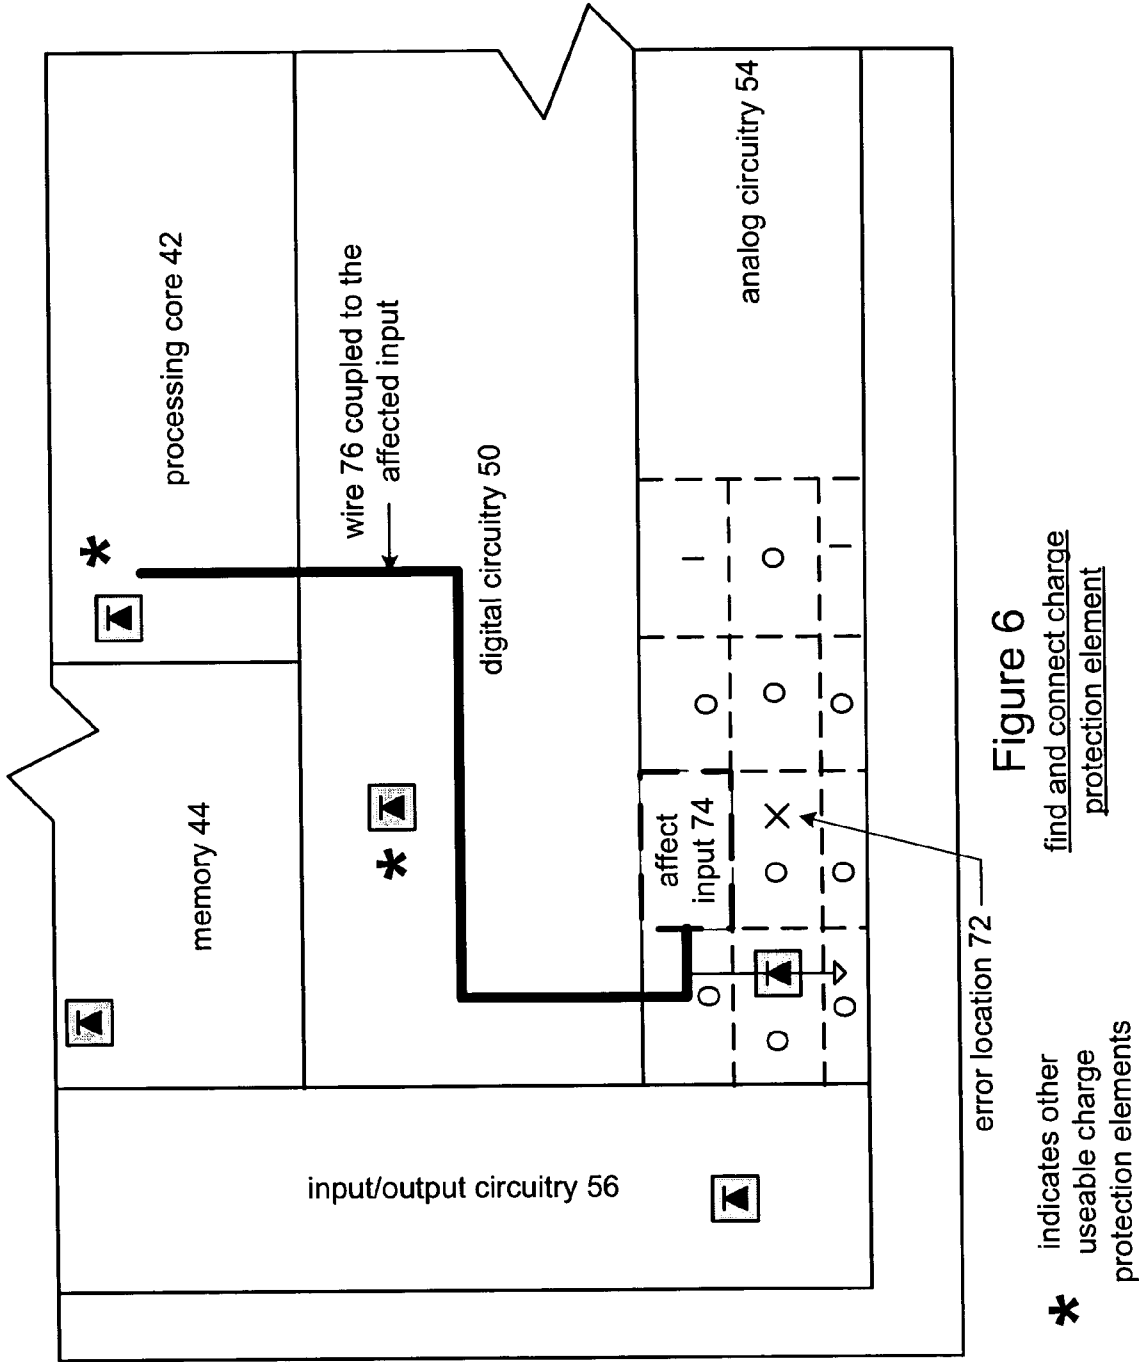 processing core 42
memory 44
wire 76 coupled to the
affected input
digital circuitry 50
analog circuitry 54
affect
input 74
input/output circuitry 56
error location 72
* indicates other
useable charge
protection elements
Figure 6
find and connect charge
protection element